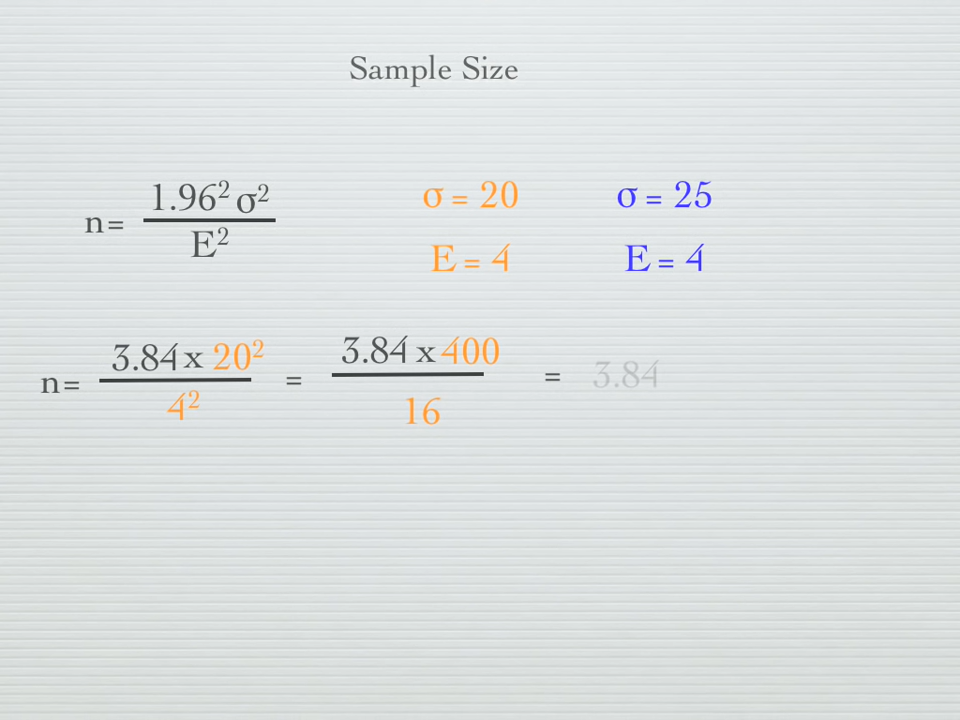 Sample Size
n= 1.96² σ² / E²
σ = 20
E = 4
σ = 25
E = 4
n= 3.84 x 20² / 4² = 3.84 x 400 / 16 = 3.84